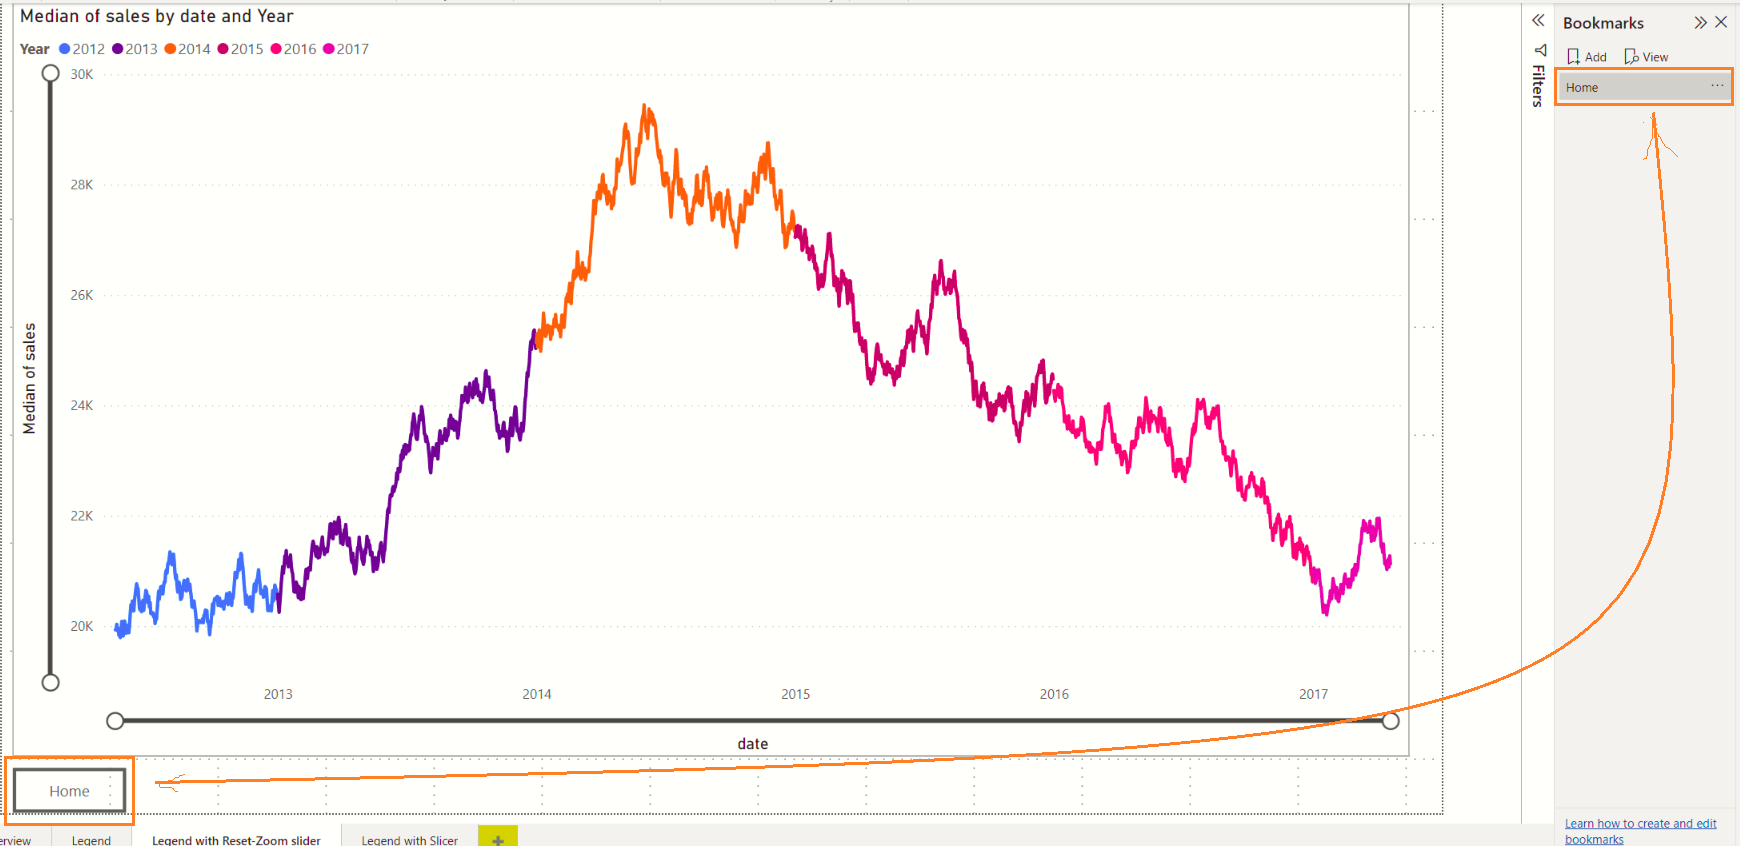 Median of sales by date and Year
Year 2012 2013 2014 2015 2016 2017
30K
28K
26K
24K
22K
20K
Median of sales
2013 2014 2015 2016 2017
date
Home
erview Legend Legend with Reset-Zoom slider Legend with Slicer +
Filters
Bookmarks
Add View
Home ...
Learn how to create and edit
bookmarks